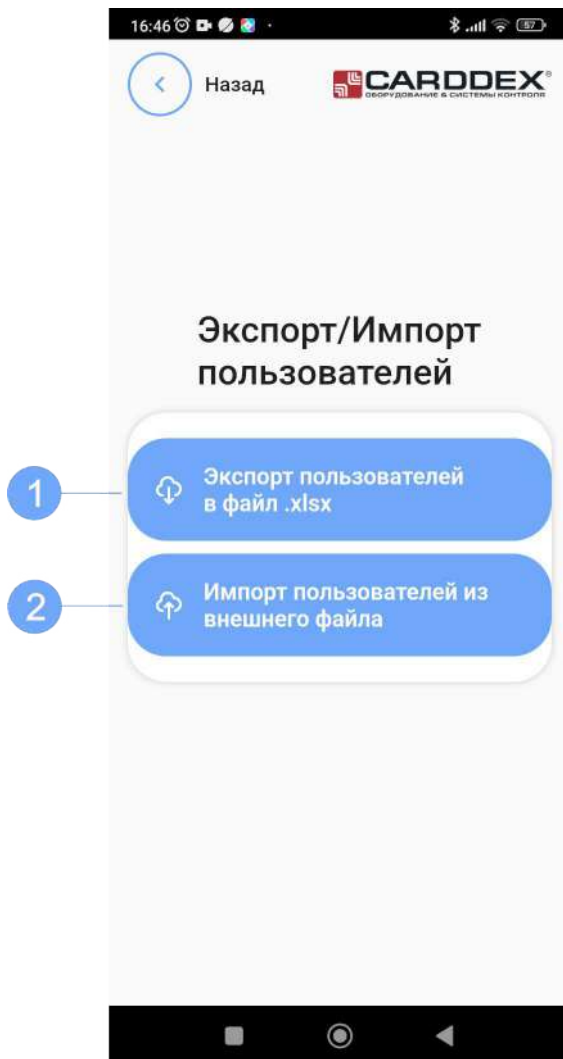 16:46
57
Назад
CARDDEX®
ОБОРУДОВАНИЕ & СИСТЕМЫ КОНТРОЛЯ
Экспорт/Импорт
пользователей
1
Экспорт пользователей
в файл .xlsx
2
Импорт пользователей из
внешнего файла